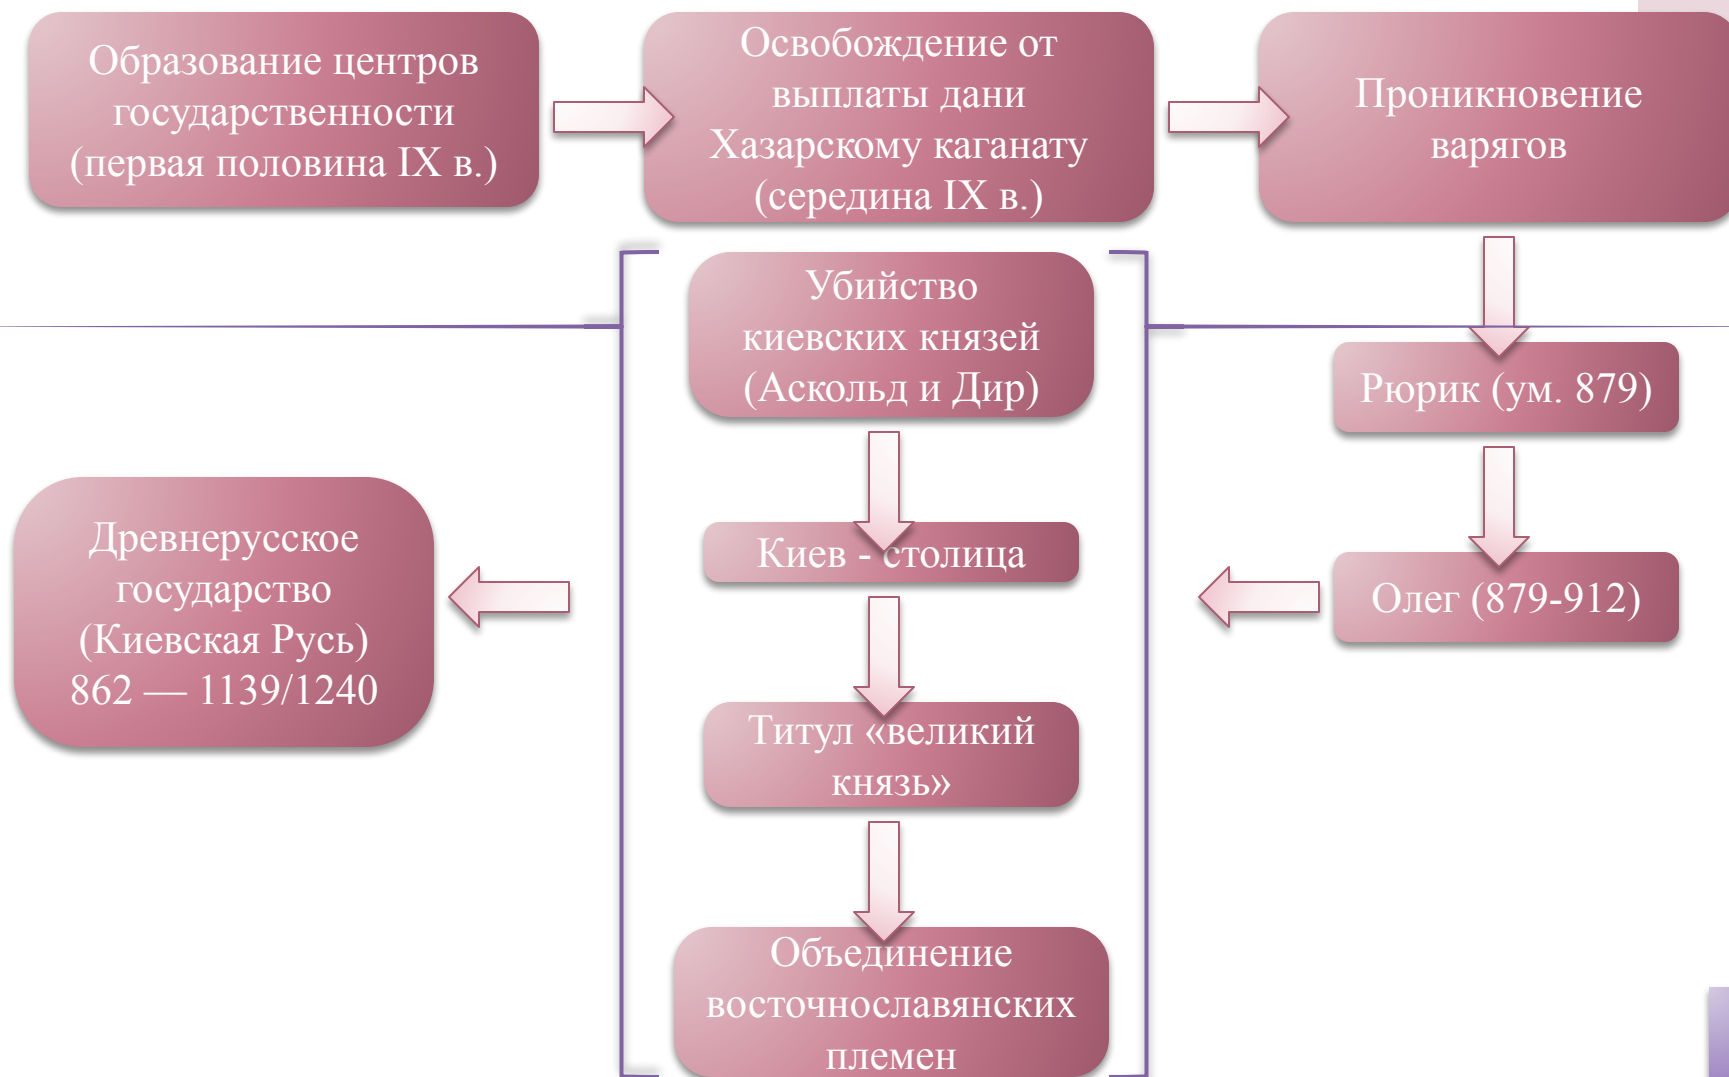 Образование центров
государственности
(первая половина IX в.)
Освобождение от
выплаты дани
Хазарскому каганату
(середина IX в.)
Проникновение
варягов
Рюрик (ум. 879)
Олег (879-912)
Убийство
киевских князей
(Аскольд и Дир)
Киев - столица
Титул «великий
князь»
Объединение
восточнославянских
племен
Древнерусское
государство
(Киевская Русь)
862 — 1139/1240